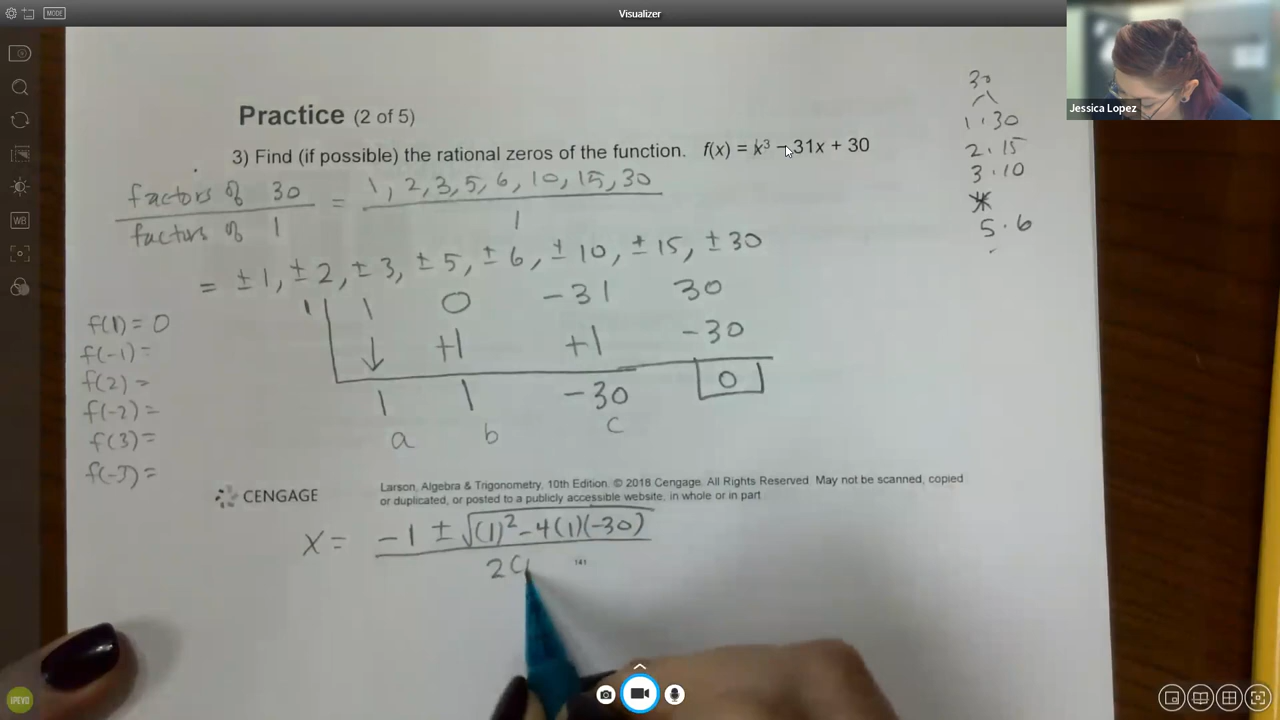 MODE
Visualizer
Jessica Lopez
WB
Practice (2 of 5)
3) Find (if possible) the rational zeros of the function. f(x) = x³ − 31x + 30
30
1 · 30
2 · 15
3 · 10
5 · 6
factors of 30 = 1, 2, 3, 5, 6, 10, 15, 30
factors of 1 1
= ± 1, ± 2, ± 3, ± 5, ± 6, ± 10, ± 15, ± 30
1 1 0 −31 30
↓ +1 +1 −30
1 1 −30 0
a b c
f(1) = 0
f(-1) =
f(2) =
f(-2) =
f(3) =
f(-3) =
CENGAGE
Larson, Algebra & Trigonometry, 10th Edition. © 2018 Cengage. All Rights Reserved May not be scanned, copied
or duplicated, or posted to a publicly accessible website, in whole or in part
x = −1 ± √(1)² − 4(1)(−30)
2(
141
IPEVO